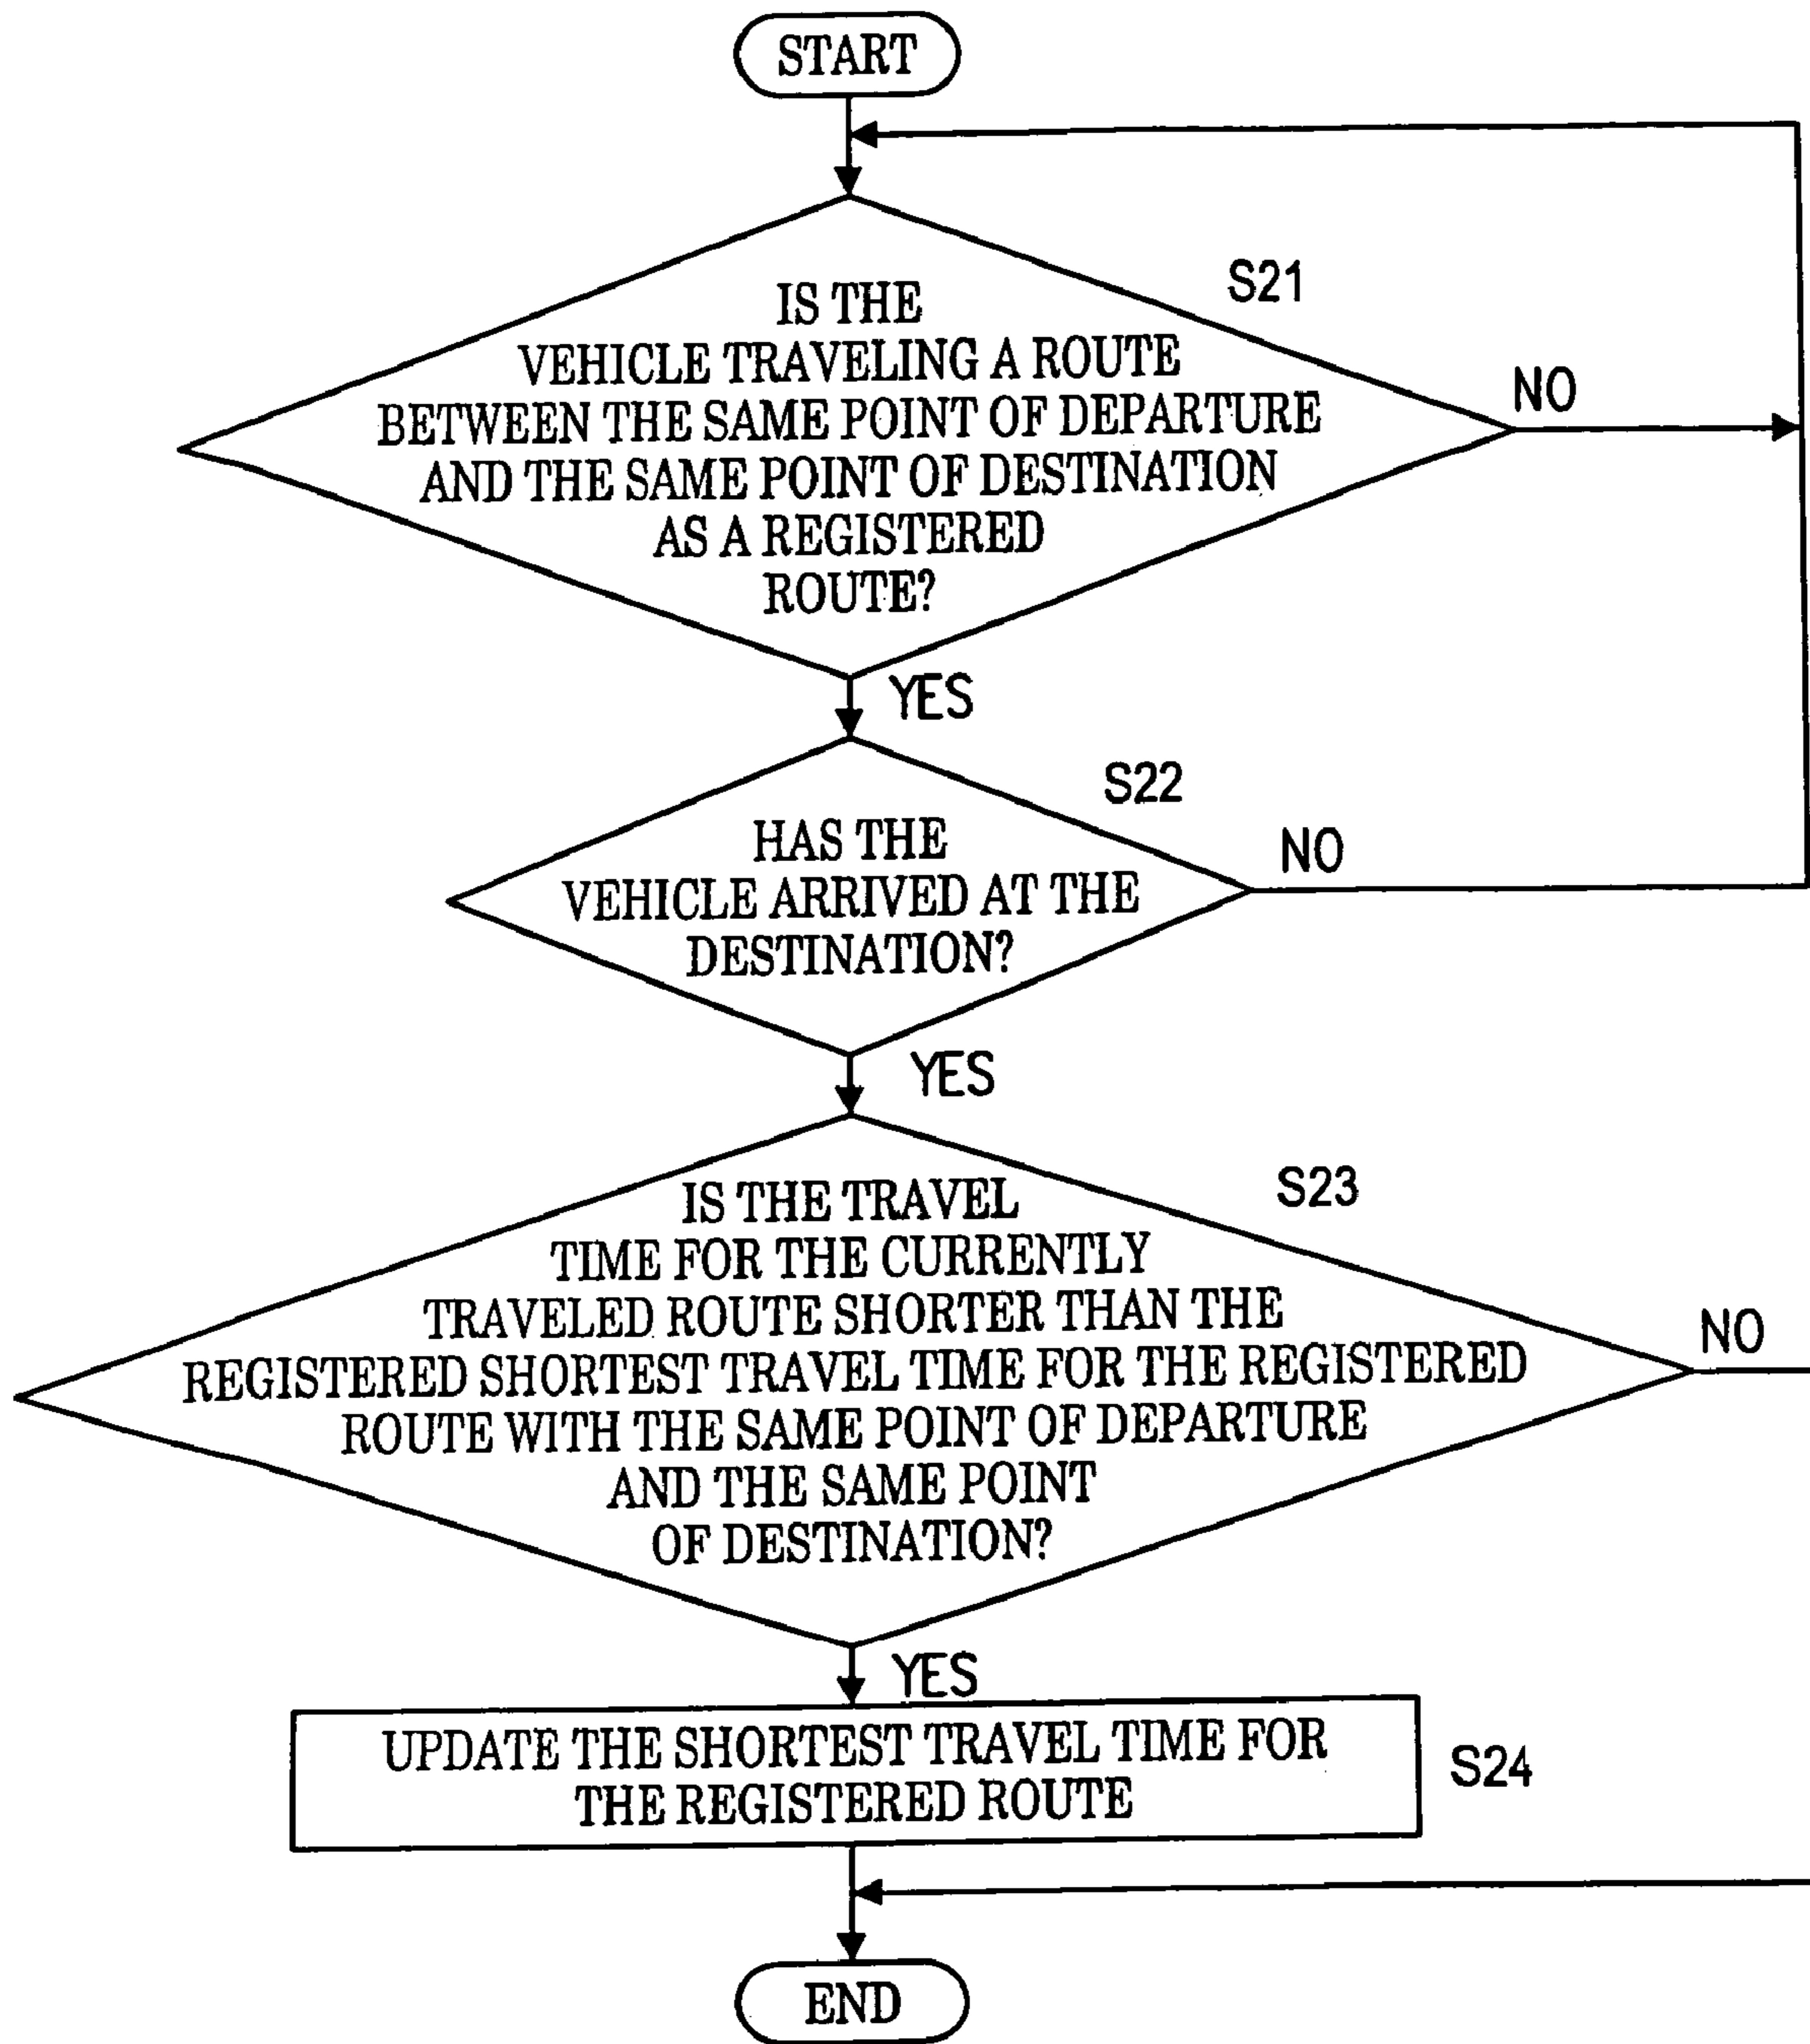 START
S21
IS THE
VEHICLE TRAVELING A ROUTE
BETWEEN THE SAME POINT OF DEPARTURE
AND THE SAME POINT OF DESTINATION
AS A REGISTERED
ROUTE?
NO
YES
S22
HAS THE
VEHICLE ARRIVED AT THE
DESTINATION?
NO
YES
S23
IS THE TRAVEL
TIME FOR THE CURRENTLY
TRAVELED ROUTE SHORTER THAN THE
REGISTERED SHORTEST TRAVEL TIME FOR THE REGISTERED
ROUTE WITH THE SAME POINT OF DEPARTURE
AND THE SAME POINT
OF DESTINATION?
NO
YES
UPDATE THE SHORTEST TRAVEL TIME FOR
THE REGISTERED ROUTE
S24
END